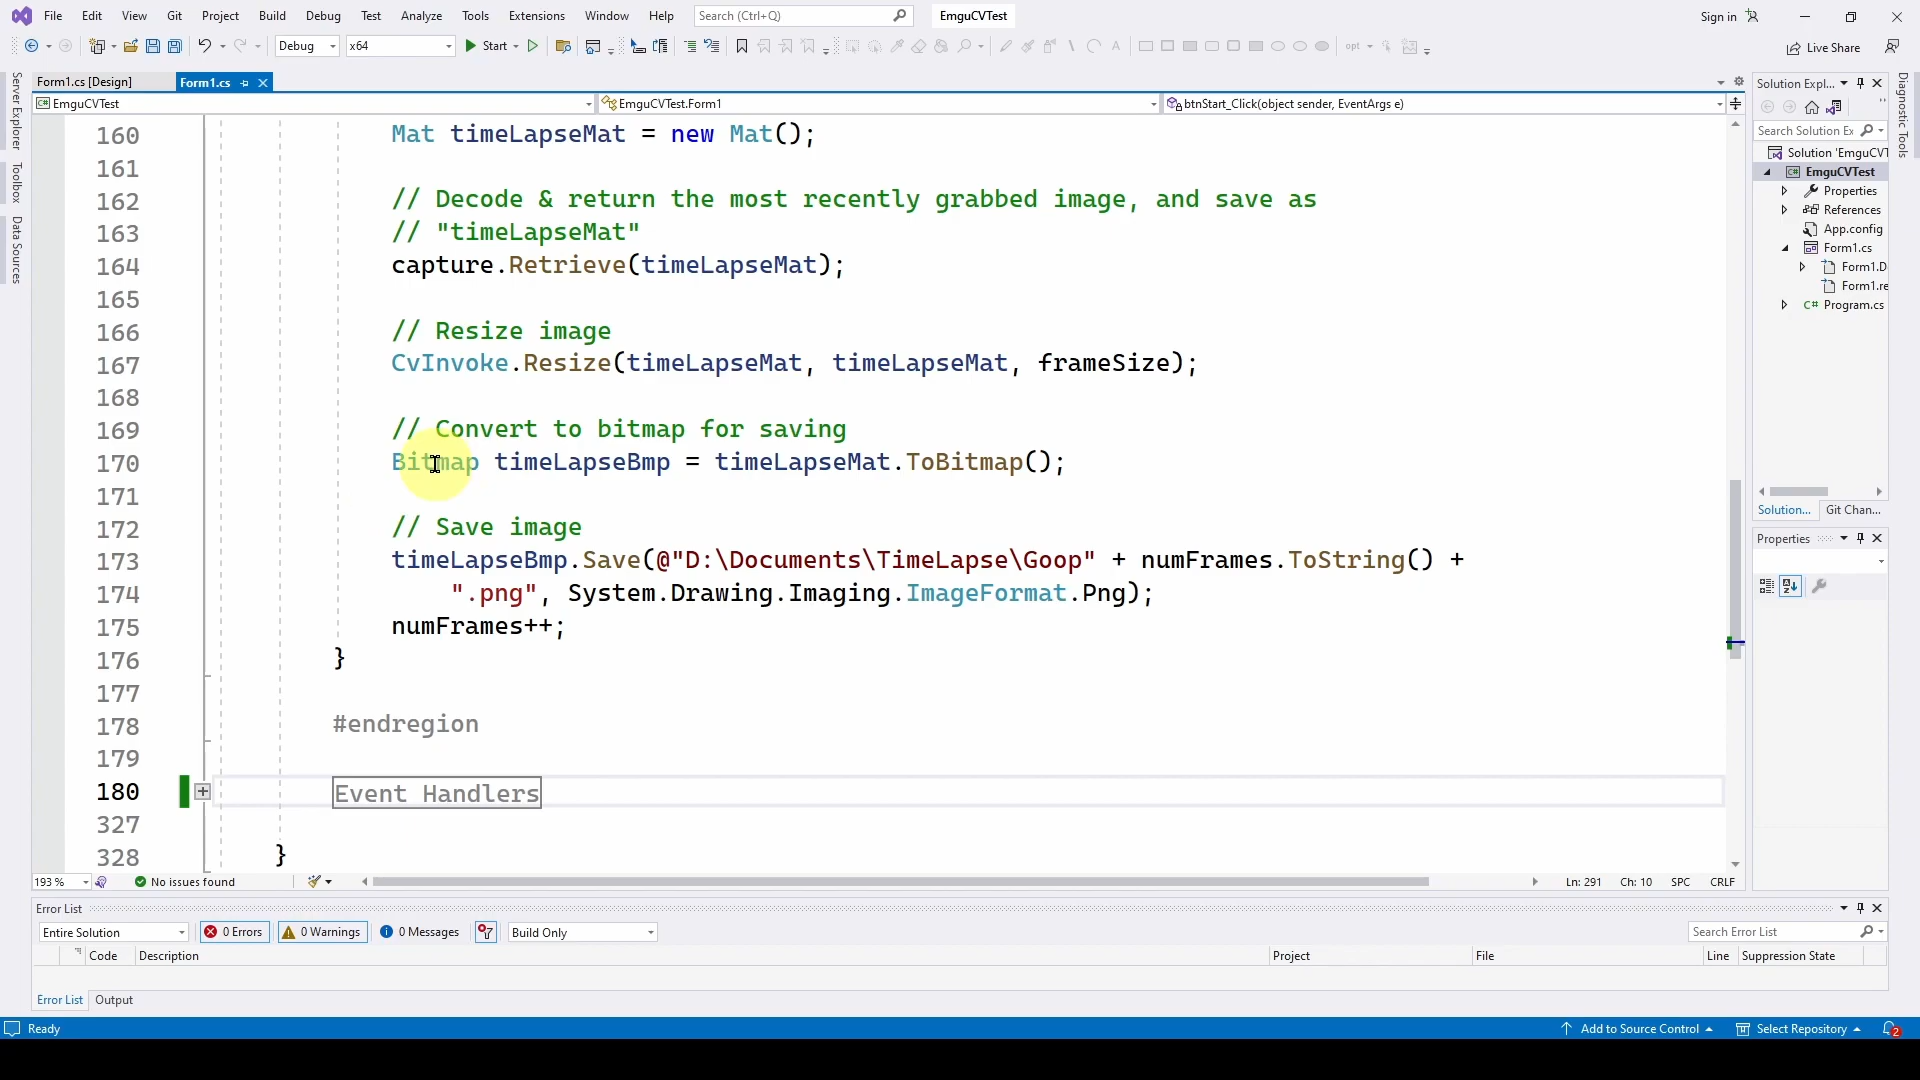 File Edit View Git Project Build Debug Test Analyze Tools Extensions Window Help Search (Ctrl+Q) EmguCVTest Sign in
Debug x64 Start opt Live Share
Form1.cs [Design] Form1.cs Solution Expl...
EmguCVTest EmguCVTest.Form1 btnStart_Click(object sender, EventArgs e)
Server Explorer
Toolbox
Data Sources
160 Mat timeLapseMat = new Mat();
161
162 // Decode & return the most recently grabbed image, and save as
163 // "timeLapseMat"
164 capture.Retrieve(timeLapseMat);
165
166 // Resize image
167 CvInvoke.Resize(timeLapseMat, timeLapseMat, frameSize);
168
169 // Convert to bitmap for saving
170 Bitmap timeLapseBmp = timeLapseMat.ToBitmap();
171
172 // Save image
173 timeLapseBmp.Save(@"D:\Documents\TimeLapse\Goop" + numFrames.ToString() +
174 ".png", System.Drawing.Imaging.ImageFormat.Png);
175 numFrames++;
176 }
177
178 #endregion
179
180 Event Handlers
327
328 }
193 % No issues found Ln: 291 Ch: 10 SPC CRLF
Search Solution Ex
Solution 'EmguCVT
C# EmguCVTest
Properties
References
App.config
Form1.cs
Form1.D
Form1.re
C# Program.cs
Solution... Git Chan...
Properties
Diagnostic Tools
Error List
Entire Solution 0 Errors 0 Warnings 0 Messages Build Only Search Error List
Code Description Project File Line Suppression State
Error List Output
Ready Add to Source Control Select Repository 2